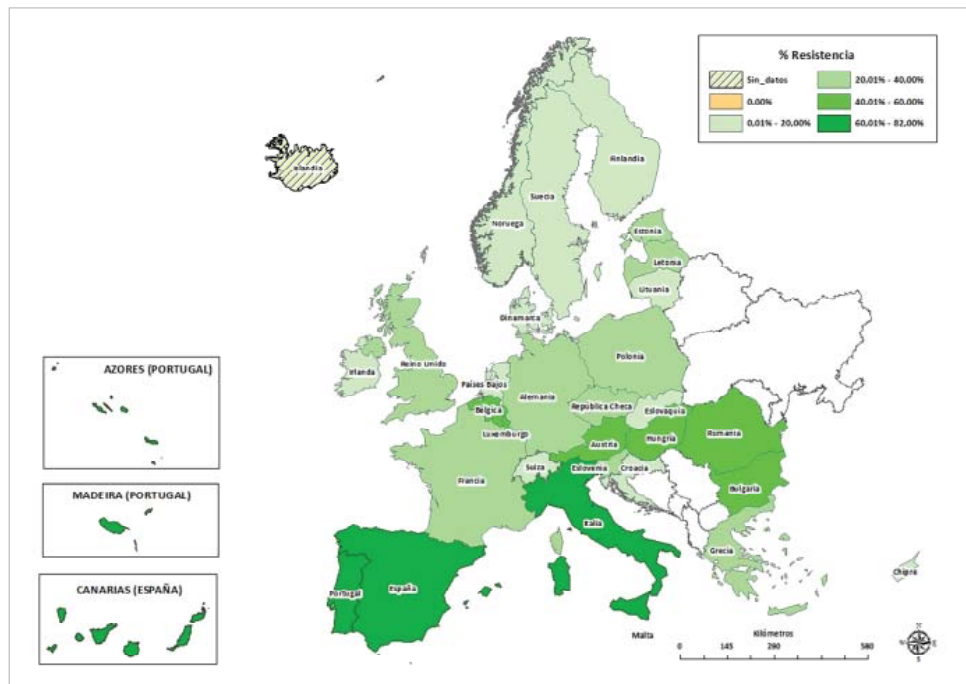 % Resistencia
Sin_datos
0.00%
0,01% - 20,00%
20,01% - 40,00%
40.01% - 60.00%
60,01% - 82,00%
Islandia
Finlandia
Suecia
Noruega
Estonia
Letonia
Lituania
Dinamarca
Irlanda
Reino Unido
Países Bajos
Polonia
Alemania
Belgica
República Checa
Eslovaquia
Luxemburgo
Austria
Hungria
Romania
Suiza
Eslovenia
Croacia
Francia
Bulgaria
Italia
Grecia
Portugal
España
Chipre
Malta
AZORES (PORTUGAL)
MADEIRA (PORTUGAL)
CANARIAS (ESPAÑA)
Kilómetros
0 145 290 580
N
W E
S